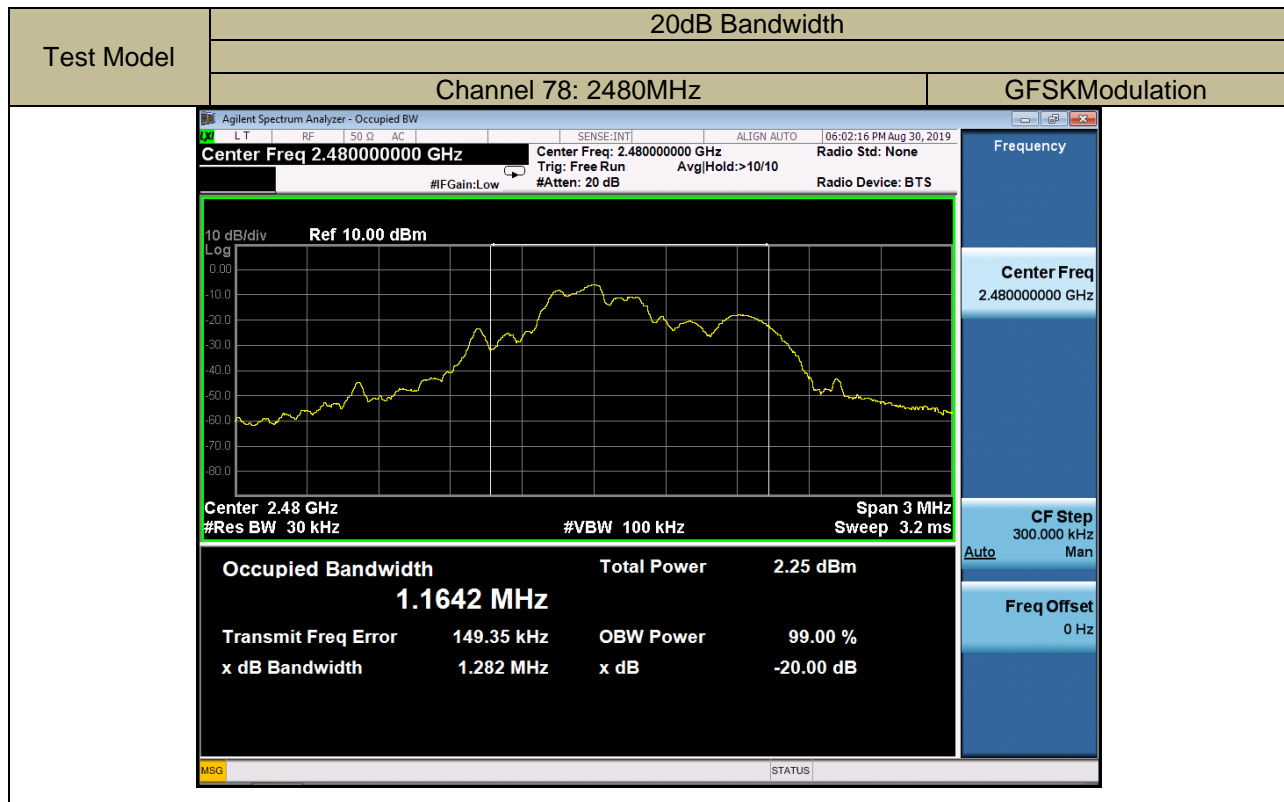 Test Model
20dB Bandwidth
Channel 78: 2480MHz
GFSKModulation
Agilent Spectrum Analyzer - Occupied BW
LXI
L T
RF
50 Ω
AC
SENSE:INT
ALIGN AUTO
06:02:16 PM Aug 30, 2019
Center Freq 2.480000000 GHz
Center Freq: 2.480000000 GHz
Radio Std: None
Trig: Free Run
Avg|Hold:>10/10
#IFGain:Low
#Atten: 20 dB
Radio Device: BTS
10 dB/div
Ref 10.00 dBm
Log
0.00
-10.0
-20.0
-30.0
-40.0
-50.0
-60.0
-70.0
-80.0
Center 2.48 GHz
Span 3 MHz
#Res BW 30 kHz
#VBW 100 kHz
Sweep 3.2 ms
Occupied Bandwidth
Total Power
2.25 dBm
1.1642 MHz
Transmit Freq Error
149.35 kHz
OBW Power
99.00 %
x dB Bandwidth
1.282 MHz
x dB
-20.00 dB
MSG
STATUS
Frequency
Center Freq
2.480000000 GHz
CF Step
300.000 kHz
Auto
Man
Freq Offset
0 Hz